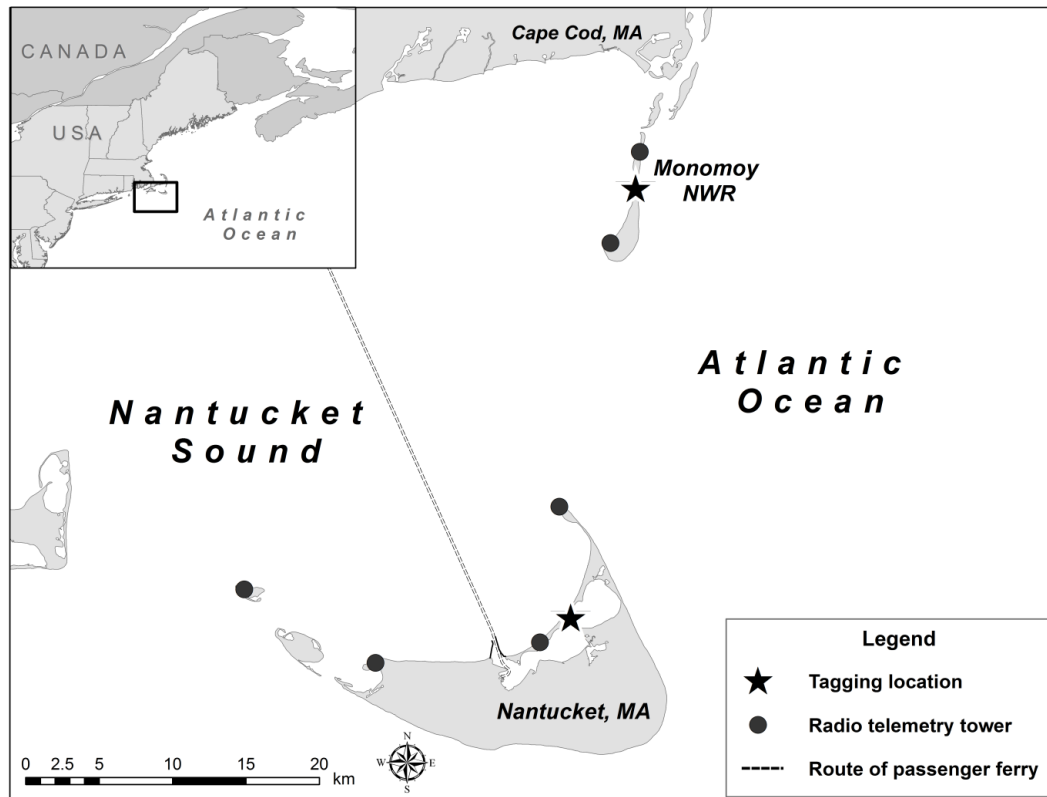 CANADA
USA
Atlantic
Ocean
Cape Cod, MA
Monomoy
NWR
Atlantic
Ocean
Nantucket
Sound
Nantucket, MA
Legend
Tagging location
Radio telemetry tower
Route of passenger ferry
0 2.5 5 10 15 20
km
N
W E
S